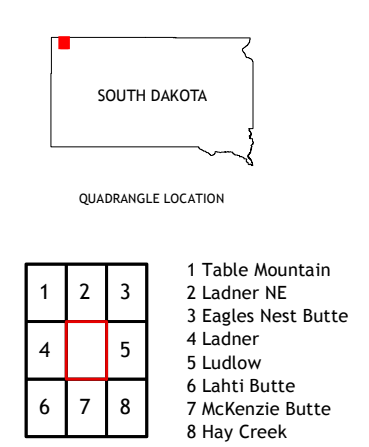 SOUTH DAKOTA
QUADRANGLE LOCATION
1 2 3
4 5
6 7 8
1 Table Mountain
2 Ladner NE
3 Eagles Nest Butte
4 Ladner
5 Ludlow
6 Lahti Butte
7 McKenzie Butte
8 Hay Creek